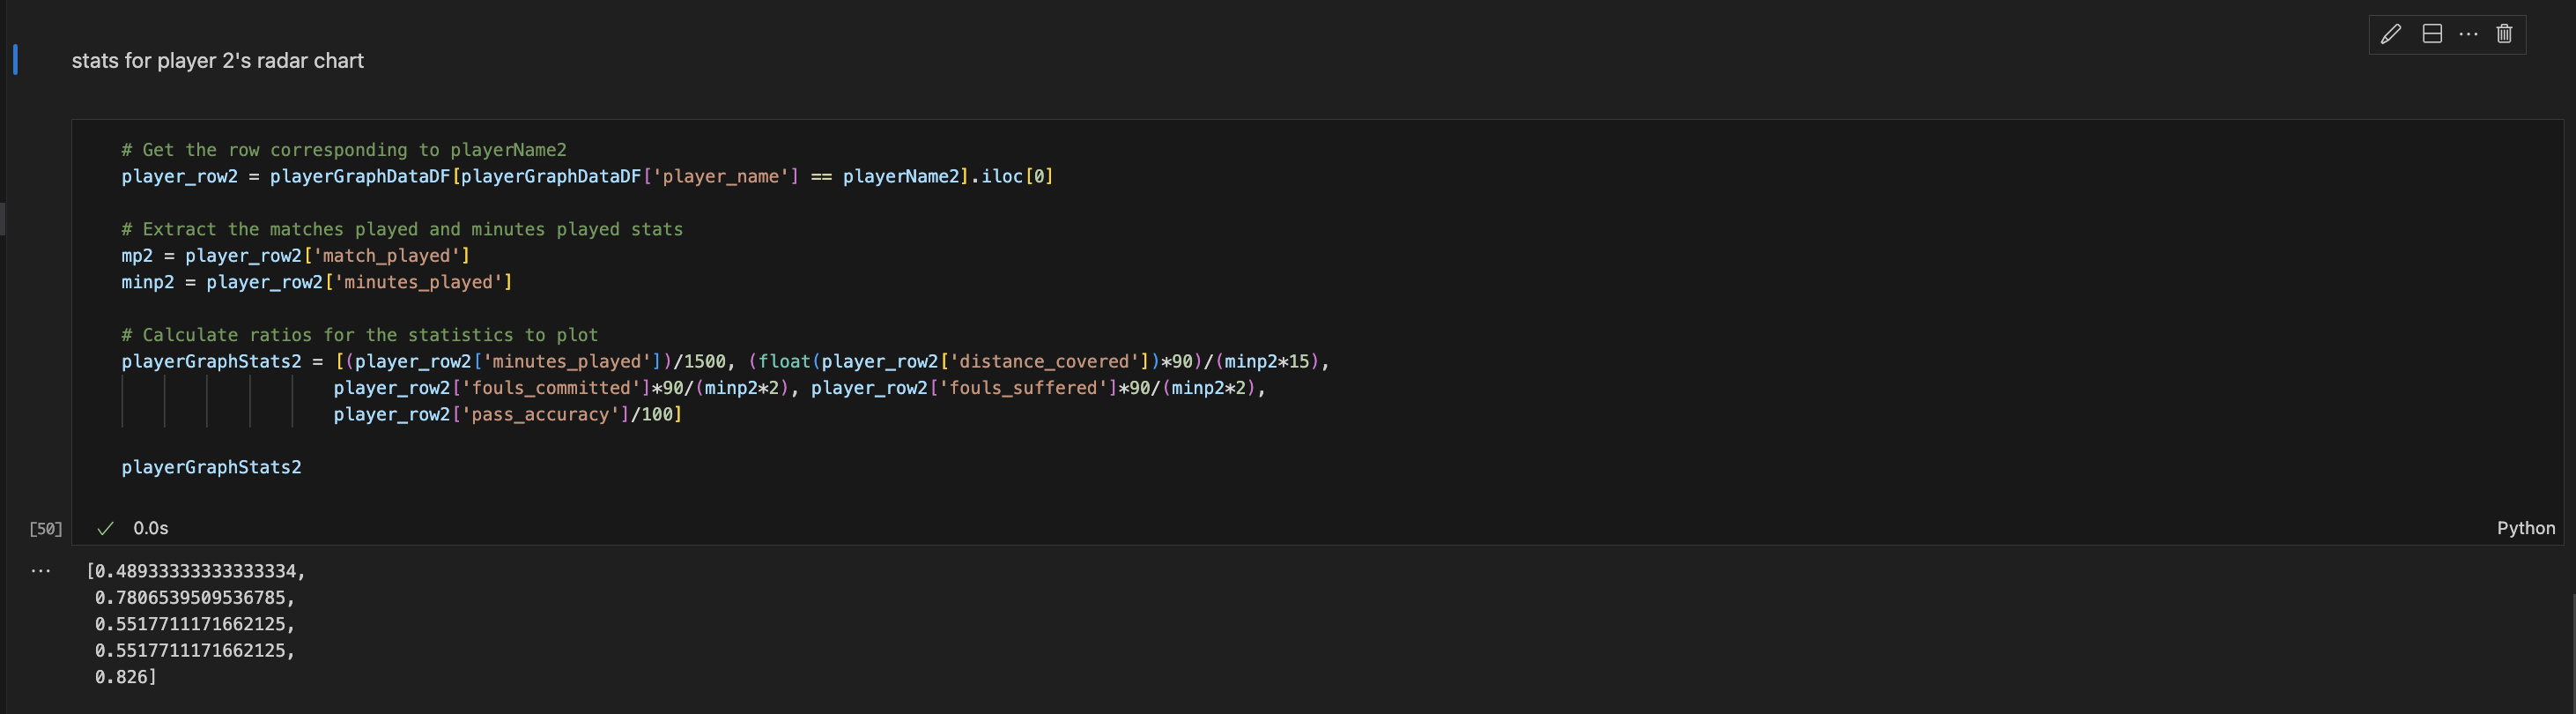 stats for player 2's radar chart
# Get the row corresponding to playerName2
player_row2 = playerGraphDataDF[playerGraphDataDF['player_name'] == playerName2].iloc[0]
# Extract the matches played and minutes played stats
mp2 = player_row2['match_played']
minp2 = player_row2['minutes_played']
# Calculate ratios for the statistics to plot
playerGraphStats2 = [(player_row2['minutes_played'])/1500, (float(player_row2['distance_covered'])*90)/(minp2*15),
player_row2['fouls_committed']*90/(minp2*2), player_row2['fouls_suffered']*90/(minp2*2),
player_row2['pass_accuracy']/100]
playerGraphStats2
[50] 0.0s Python
[0.48933333333333334,
0.7806539509536785,
0.5517711171662125,
0.5517711171662125,
0.826]